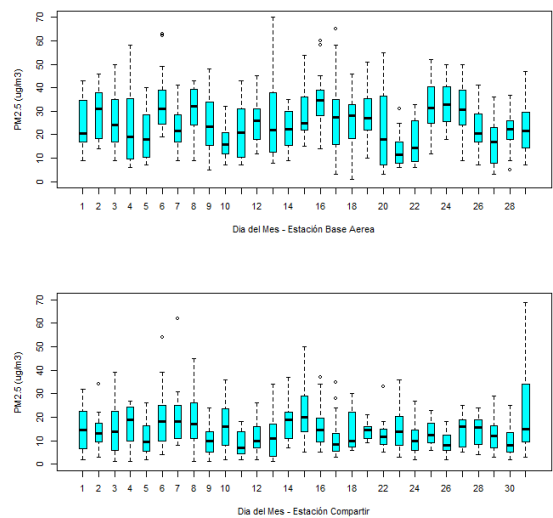 70
60
50
40
30
20
10
0
PM2.5 (ug/m3)
1 2 3 4 5 6 7 8 9 10 12 14 16 18 20 22 24 26 28
Dia del Mes - Estación Base Aerea
70
60
50
40
30
20
10
0
PM2.5 (ug/m3)
1 2 3 4 5 6 7 8 9 10 12 14 16 18 20 22 24 26 28 30
Dia del Mes - Estación Compartir